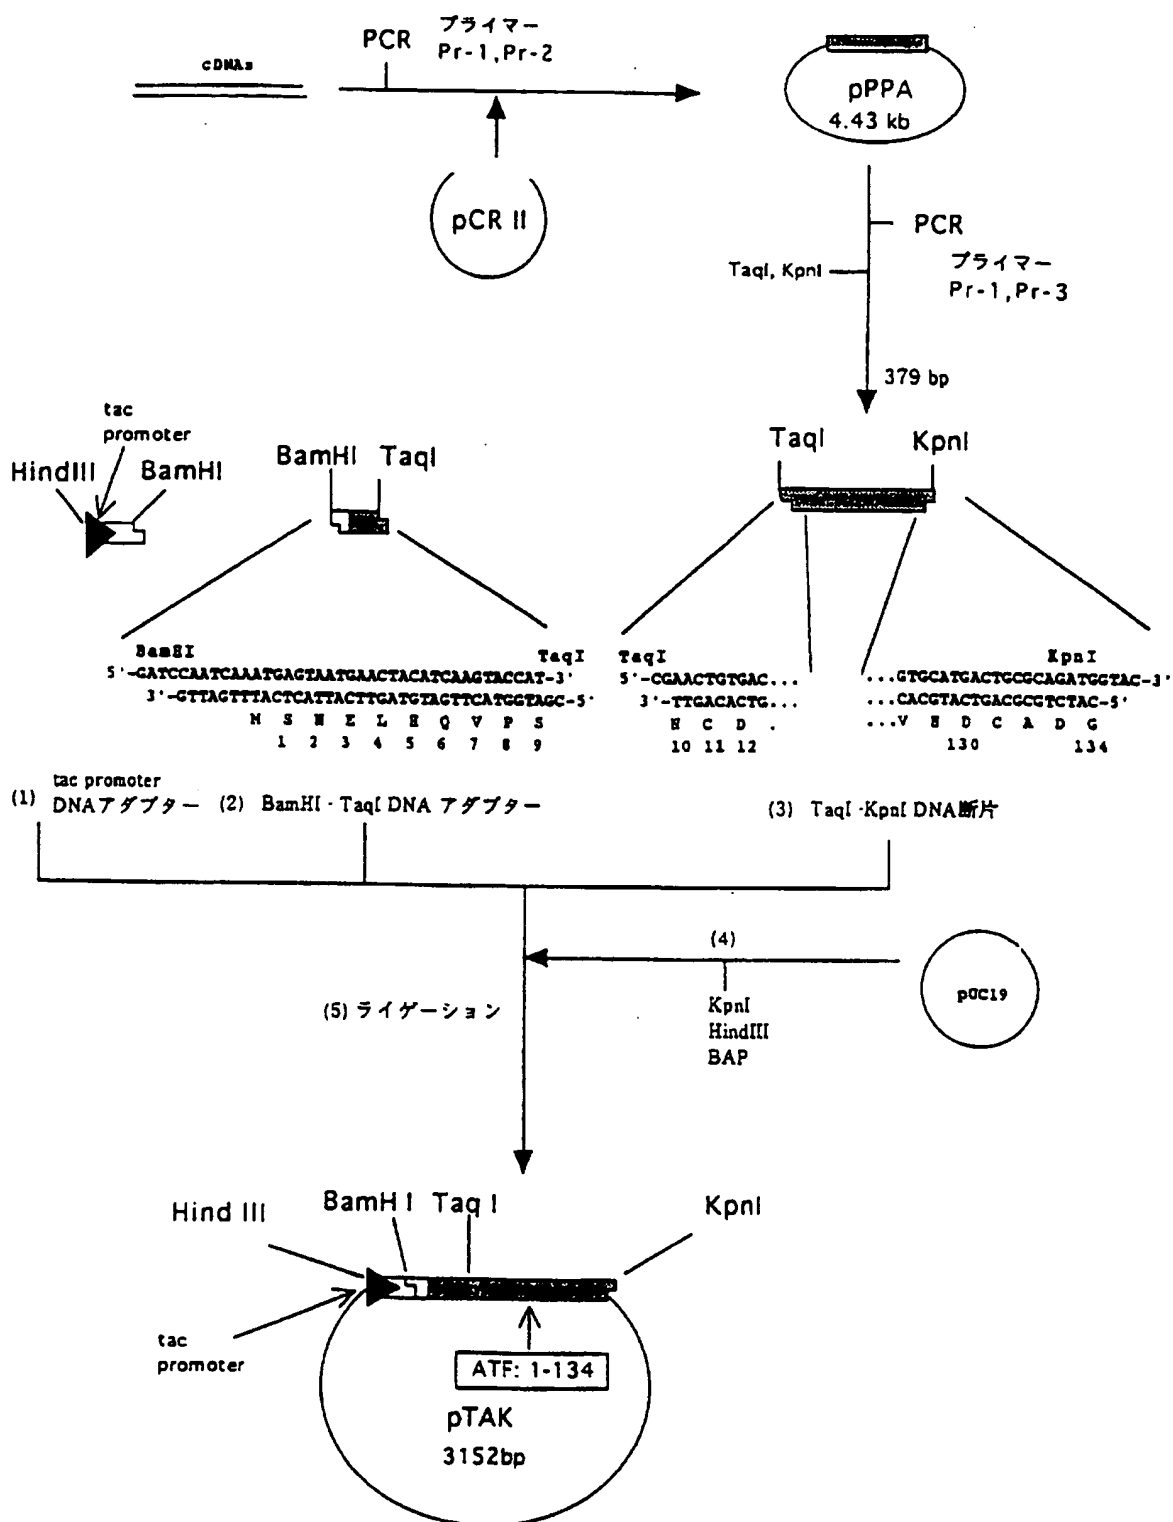 cDNAs
PCR
プライマー
Pr-1,Pr-2
pCR II
pPPA
4.43 kb
PCR
プライマー
Pr-1,Pr-3
TaqI, KpnI
379 bp
tac
promoter
HindIII
BamHI
BamHI
TaqI
TaqI
KpnI
BamHI
TaqI
5'-GATCCAATCAAATGAGTAATGAACTACATCAAGTACCAT-3'
3'-GTTAGTTTACTCATTACTTGATGTAGTTCATGGTAGC-5'
M S N E L H Q V P S
1 2 3 4 5 6 7 8 9
TaqI
5'-CGAACTGTGAC...
3'-TTGACACTG...
N C D .
10 11 12
KpnI
...GTGCATGACTGCGCAGATGGTAC-3'
...CACGTACTGACGCGTCTAC-5'
...V H D C A D G
130 134
(1) tac promoter
DNAアダプター
(2) BamHI - TaqI DNA アダプター
(3) TaqI -KpnI DNA断片
(4)
KpnI
HindIII
BAP
pUC19
(5) ライゲーション
Hind III
BamH I
Taq I
KpnI
tac
promoter
ATF: 1-134
pTAK
3152bp